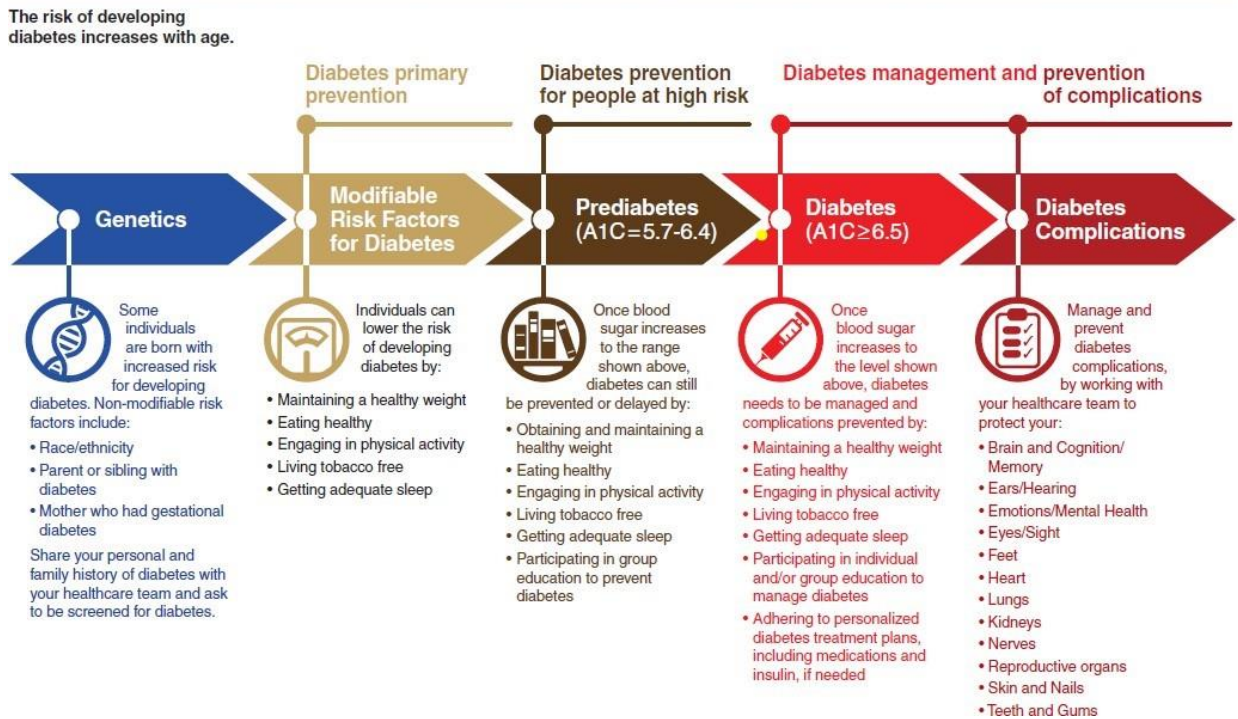 The risk of developing
diabetes increases with age.
Diabetes primary
prevention
Diabetes prevention
for people at high risk
Diabetes management and prevention
of complications
Genetics
Modifiable
Risk Factors
for Diabetes
Prediabetes
(A1C=5.7-6.4)
Diabetes
(A1C≥6.5)
Diabetes
Complications
Some
individuals
are born with
increased risk
for developing
diabetes. Non-modifiable risk
factors include:
• Race/ethnicity
• Parent or sibling with
diabetes
• Mother who had gestational
diabetes
Share your personal and
family history of diabetes with
your healthcare team and ask
to be screened for diabetes.
Individuals can
lower the risk
of developing
diabetes by:
• Maintaining a healthy weight
• Eating healthy
• Engaging in physical activity
• Living tobacco free
• Getting adequate sleep
Once blood
sugar increases
to the range
shown above,
diabetes can still
be prevented or delayed by:
• Obtaining and maintaining a
healthy weight
• Eating healthy
• Engaging in physical activity
• Living tobacco free
• Getting adequate sleep
• Participating in group
education to prevent
diabetes
Once
blood sugar
increases to
the level shown
above, diabetes
needs to be managed and
complications prevented by:
• Maintaining a healthy weight
• Eating healthy
• Engaging in physical activity
• Living tobacco free
• Getting adequate sleep
• Participating in individual
and/or group education to
manage diabetes
• Adhering to personalized
diabetes treatment plans,
including medications and
insulin, if needed
Manage and
prevent
diabetes
complications,
by working with
your healthcare team to
protect your:
• Brain and Cognition/
Memory
• Ears/Hearing
• Emotions/Mental Health
• Eyes/Sight
• Feet
• Heart
• Lungs
• Kidneys
• Nerves
• Reproductive organs
• Skin and Nails
• Teeth and Gums